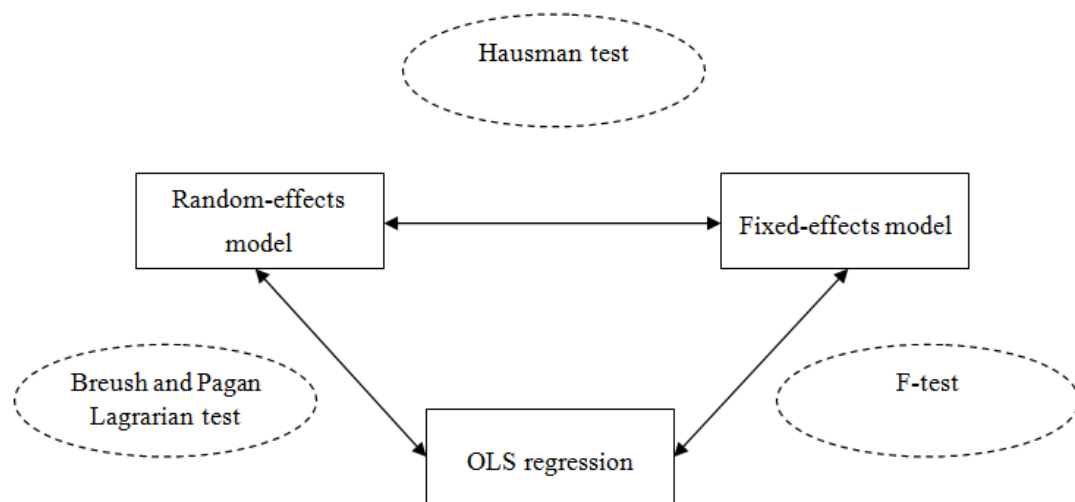 Hausman test
Random-effects
model
Fixed-effects model
Breush and Pagan
Lagrarian test
F-test
OLS regression